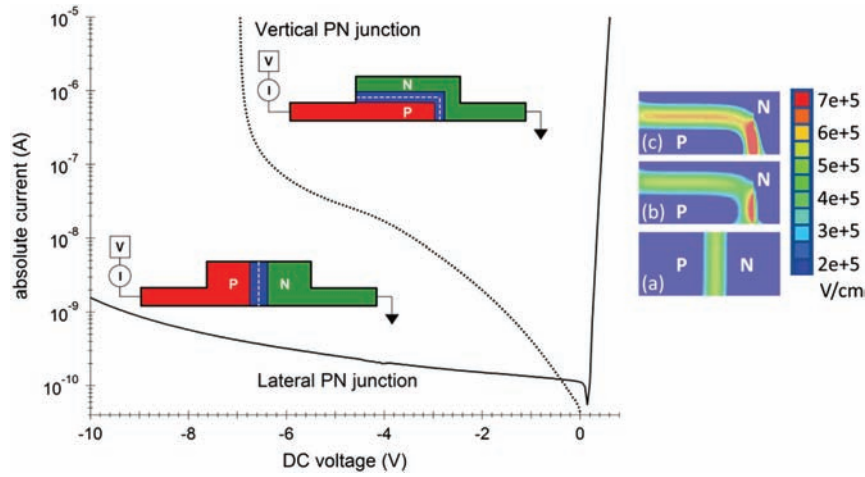 absolute current (A)
10-5
10-6
10-7
10-8
10-9
10-10
Vertical PN junction
V
I
N
P
V
I
P
N
Lateral PN junction
-10
-8
-6
-4
-2
0
DC voltage (V)
N
P
(c)
N
P
(b)
P
N
(a)
7e+5
6e+5
5e+5
4e+5
3e+5
2e+5
V/cm